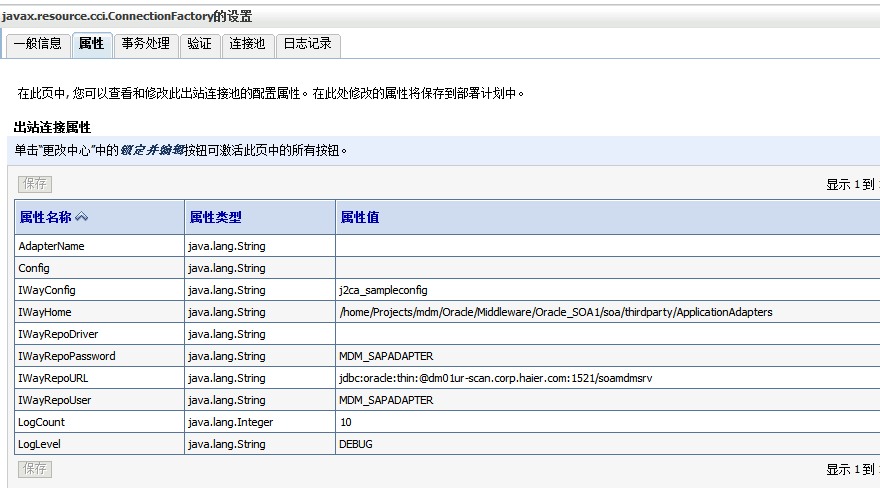 javax.resource.cci.ConnectionFactory的设置
一般信息 属性 事务处理 验证 连接池 日志记录
在此页中, 您可以查看和修改此出站连接池的配置属性。在此处修改的属性将保存到部署计划中。
出站连接属性
单击“更改中心”中的锁定并编辑按钮可激活此页中的所有按钮。
保存 显示 1 到
属性名称 属性类型 属性值
AdapterName java.lang.String
Config java.lang.String
IWayConfig java.lang.String j2ca_sampleconfig
IWayHome java.lang.String /home/Projects/mdm/Oracle/Middleware/Oracle_SOA1/soa/thirdparty/ApplicationAdapters
IWayRepoDriver java.lang.String
IWayRepoPassword java.lang.String MDM_SAPADAPTER
IWayRepoURL java.lang.String jdbc:oracle:thin:@dm01ur-scan.corp.haier.com:1521/soamdmsrv
IWayRepoUser java.lang.String MDM_SAPADAPTER
LogCount java.lang.Integer 10
LogLevel java.lang.String DEBUG
保存 显示 1 到